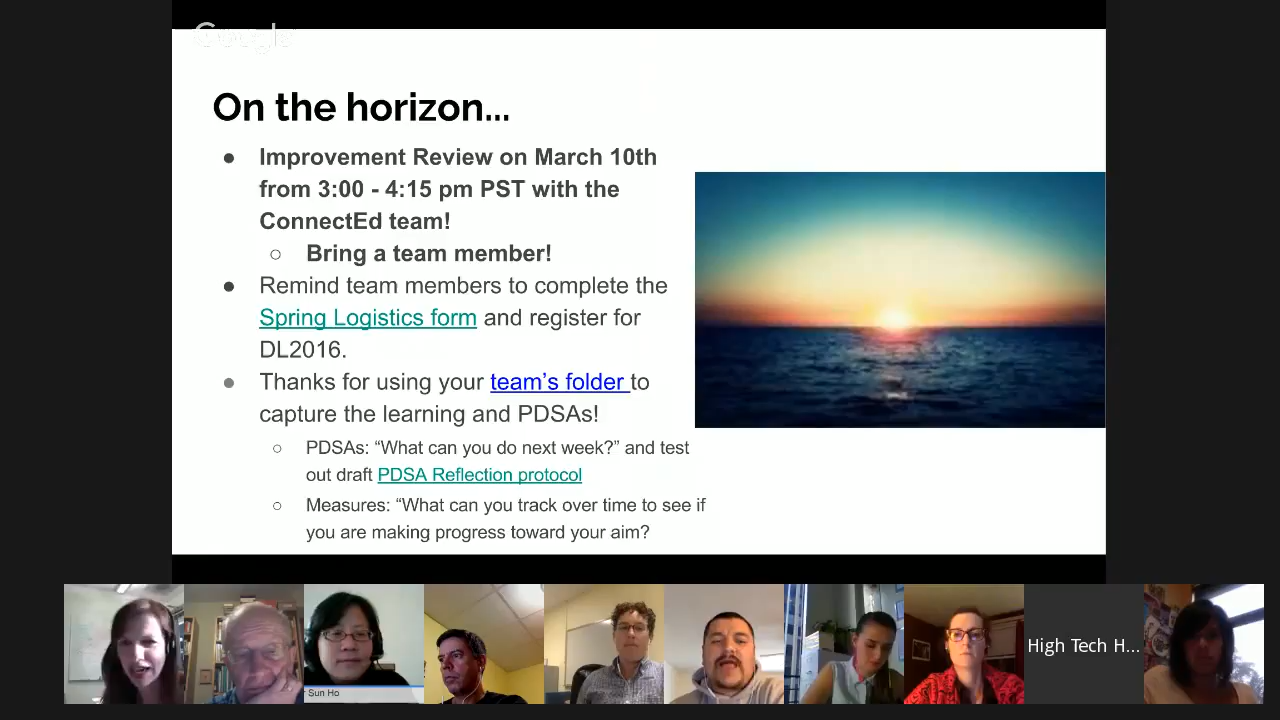 Google
On the horizon...
● Improvement Review on March 10th
from 3:00 - 4:15 pm PST with the
ConnectEd team!
○ Bring a team member!
● Remind team members to complete the
Spring Logistics form and register for
DL2016.
● Thanks for using your team’s folder to
capture the learning and PDSAs!
○ PDSAs: “What can you do next week?” and test
out draft PDSA Reflection protocol
○ Measures: “What can you track over time to see if
you are making progress toward your aim?
Sun Ho
High Tech H...